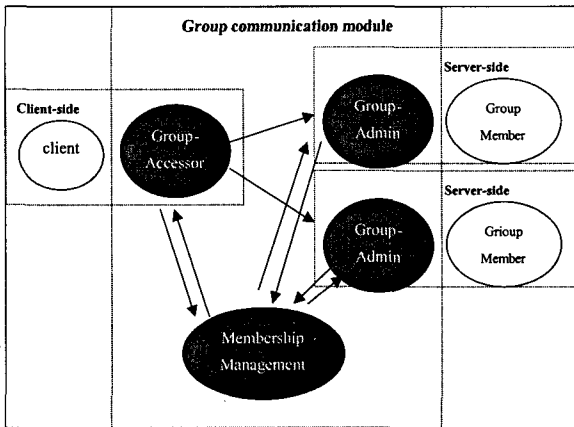 Group communication module
Server-side
Client-side
client
Group-
Accessor
Group-
Admin
Group
Member
Server-side
Group-
Admin
Grioup
Member
Membership
Management